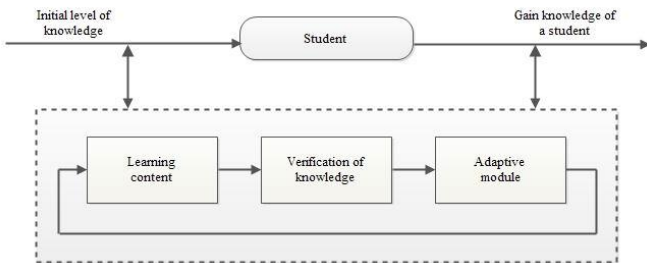 Initial level of
knowledge
Student
Gain knowledge of
a student
Learning
content
Verification of
knowledge
Adaptive
module